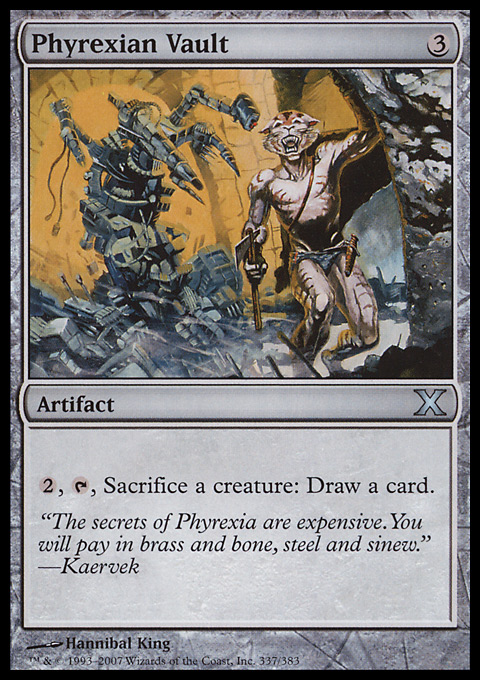 Phyrexian Vault 3
Artifact X
2, , Sacrifice a creature: Draw a card.
“The secrets of Phyrexia are expensive. You
will pay in brass and bone, steel and sinew.”
—Kaervek
Hannibal King
™ & © 1993–2007 Wizards of the Coast, Inc. 337/383